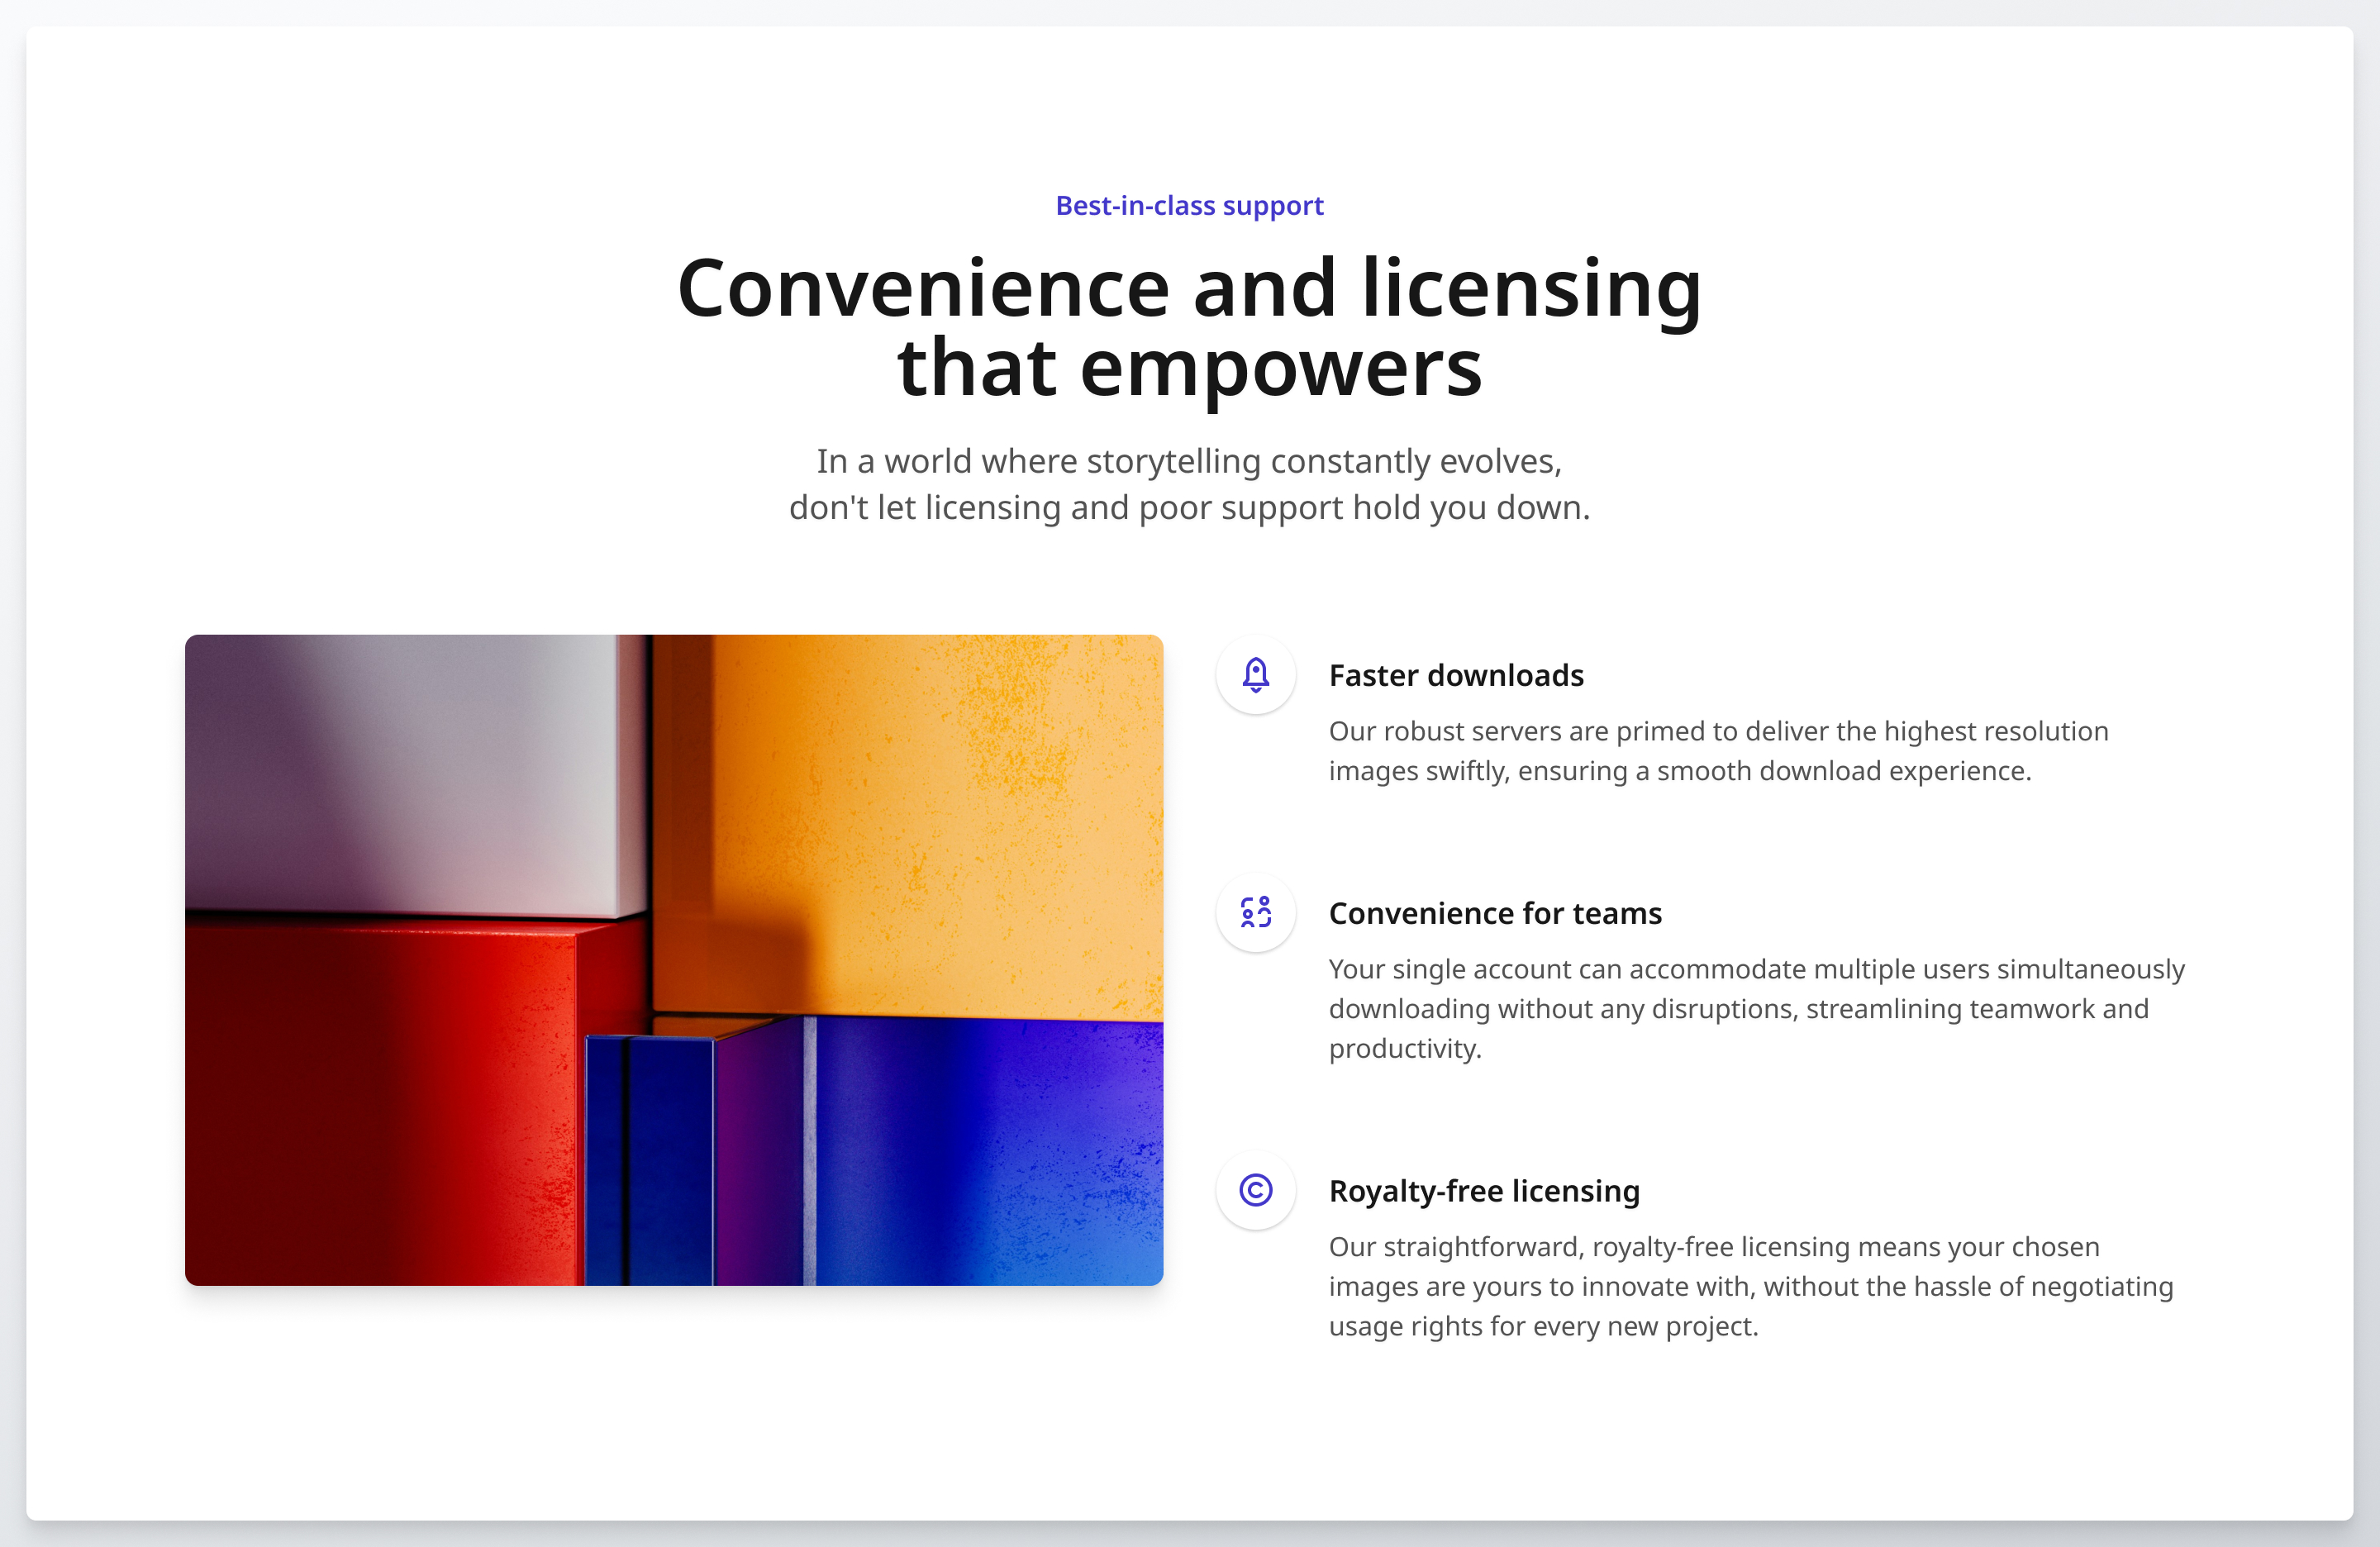 Best-in-class support
Convenience and licensing
that empowers
In a world where storytelling constantly evolves,
don't let licensing and poor support hold you down.
Faster downloads
Our robust servers are primed to deliver the highest resolution
images swiftly, ensuring a smooth download experience.
Convenience for teams
Your single account can accommodate multiple users simultaneously
downloading without any disruptions, streamlining teamwork and
productivity.
Royalty-free licensing
Our straightforward, royalty-free licensing means your chosen
images are yours to innovate with, without the hassle of negotiating
usage rights for every new project.